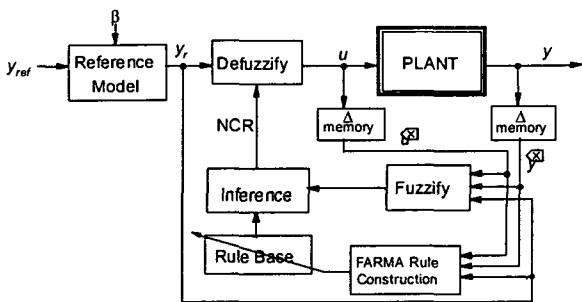 β
y_ref
Reference
Model
y_r
Defuzzify
u
PLANT
y
NCR
Δ
memory
Δ
memory
Inference
Fuzzify
Rule Base
FARMA Rule
Construction